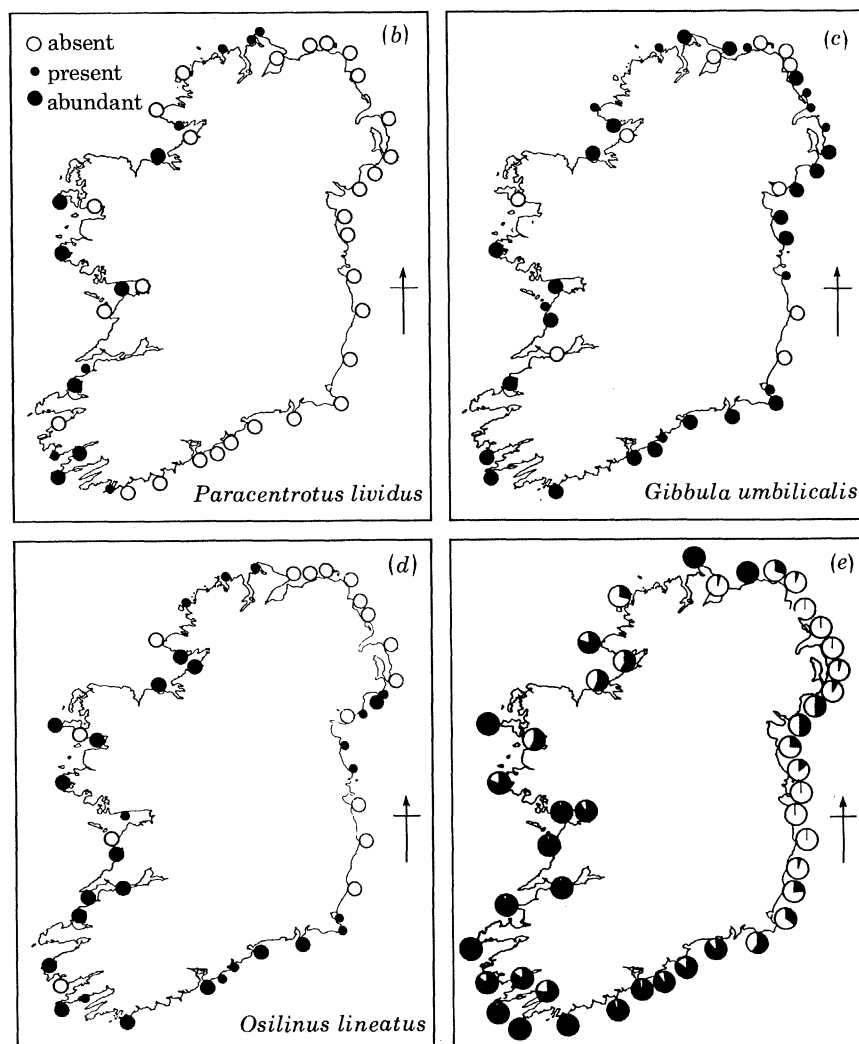 (b)
absent
present
abundant
Paracentrotus lividus
(c)
Gibbula umbilicalis
(d)
Osilinus lineatus
(e)